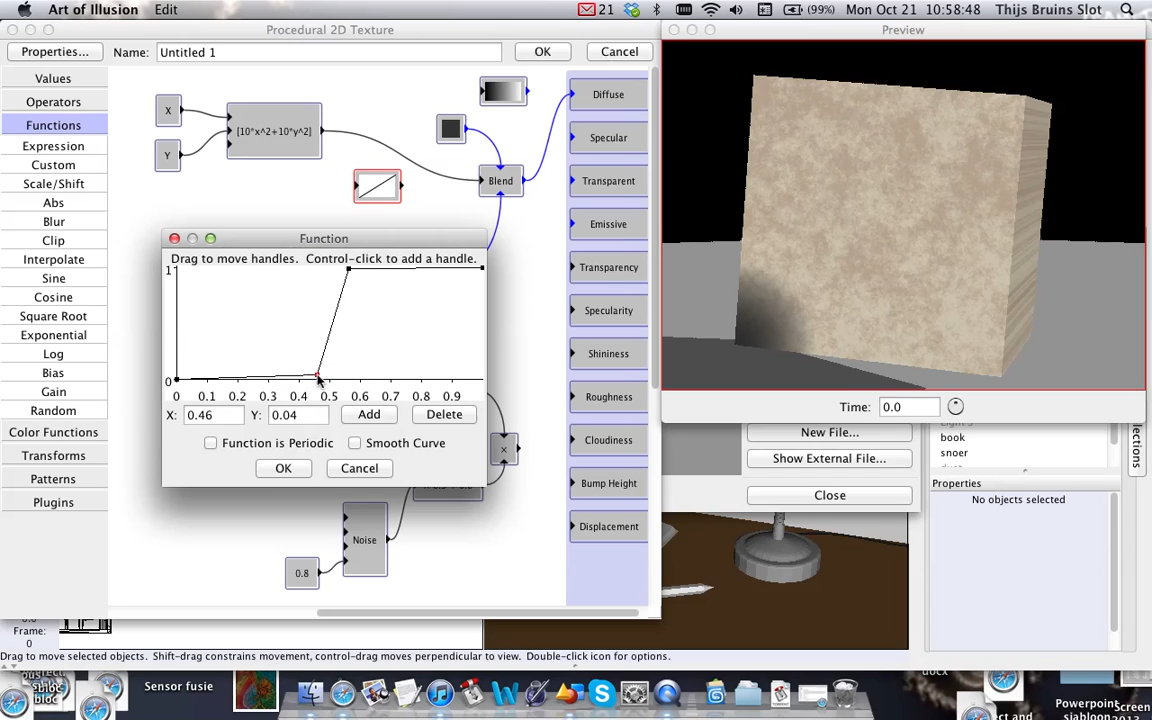 Art of Illusion Edit 21 (99%) Mon Oct 21 10:58:48 Thijs Bruins Slot
Procedural 2D Texture
Preview
Properties... Name: Untitled 1 OK Cancel
Values
Operators
Functions
Expression
Custom
Scale/Shift
Abs
Blur
Clip
Interpolate
Sine
Cosine
Square Root
Exponential
Log
Bias
Gain
Random
Color Functions
Transforms
Patterns
Plugins
X
Y
[10*x^2+10*y^2]
Blend
Diffuse
Specular
Transparent
Emissive
Transparency
Specularity
Shininess
Roughness
Cloudiness
Bump Height
Displacement
Function
Drag to move handles. Control-click to add a handle.
1
0
0 0.1 0.2 0.3 0.4 0.5 0.6 0.7 0.8 0.9
X: 0.46 Y: 0.04 Add Delete
Function is Periodic Smooth Curve
OK Cancel
×
Noise
0.8
Time: 0.0
New File...
Show External File...
Close
book
snoer
Properties
No objects selected
Frame:
0
Drag to move selected objects. Shift-drag constrains movement, control-drag moves perpendicular to view. Double-click icon for options.
Sensor fusie